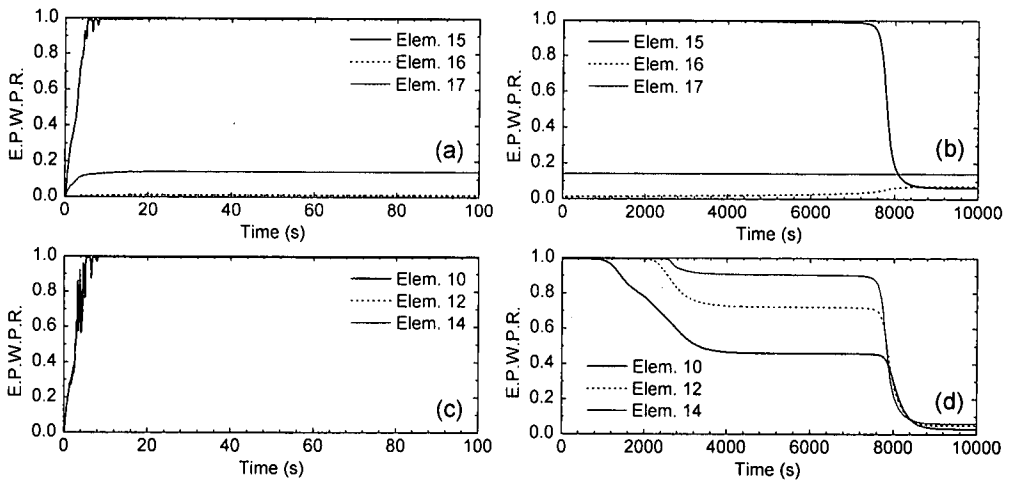 1.0
0.8
0.6
0.4
0.2
0.0
E.P.W.P.R.
Elem. 15
Elem. 16
Elem. 17
(a)
0 20 40 60 80 100
Time (s)
1.0
0.8
0.6
0.4
0.2
0.0
E.P.W.P.R.
Elem. 15
Elem. 16
Elem. 17
(b)
0 2000 4000 6000 8000 10000
Time (s)
1.0
0.8
0.6
0.4
0.2
0.0
E.P.W.P.R.
Elem. 10
Elem. 12
Elem. 14
(c)
0 20 40 60 80 100
Time (s)
1.0
0.8
0.6
0.4
0.2
0.0
E.P.W.P.R.
Elem. 10
Elem. 12
Elem. 14
(d)
0 2000 4000 6000 8000 10000
Time (s)